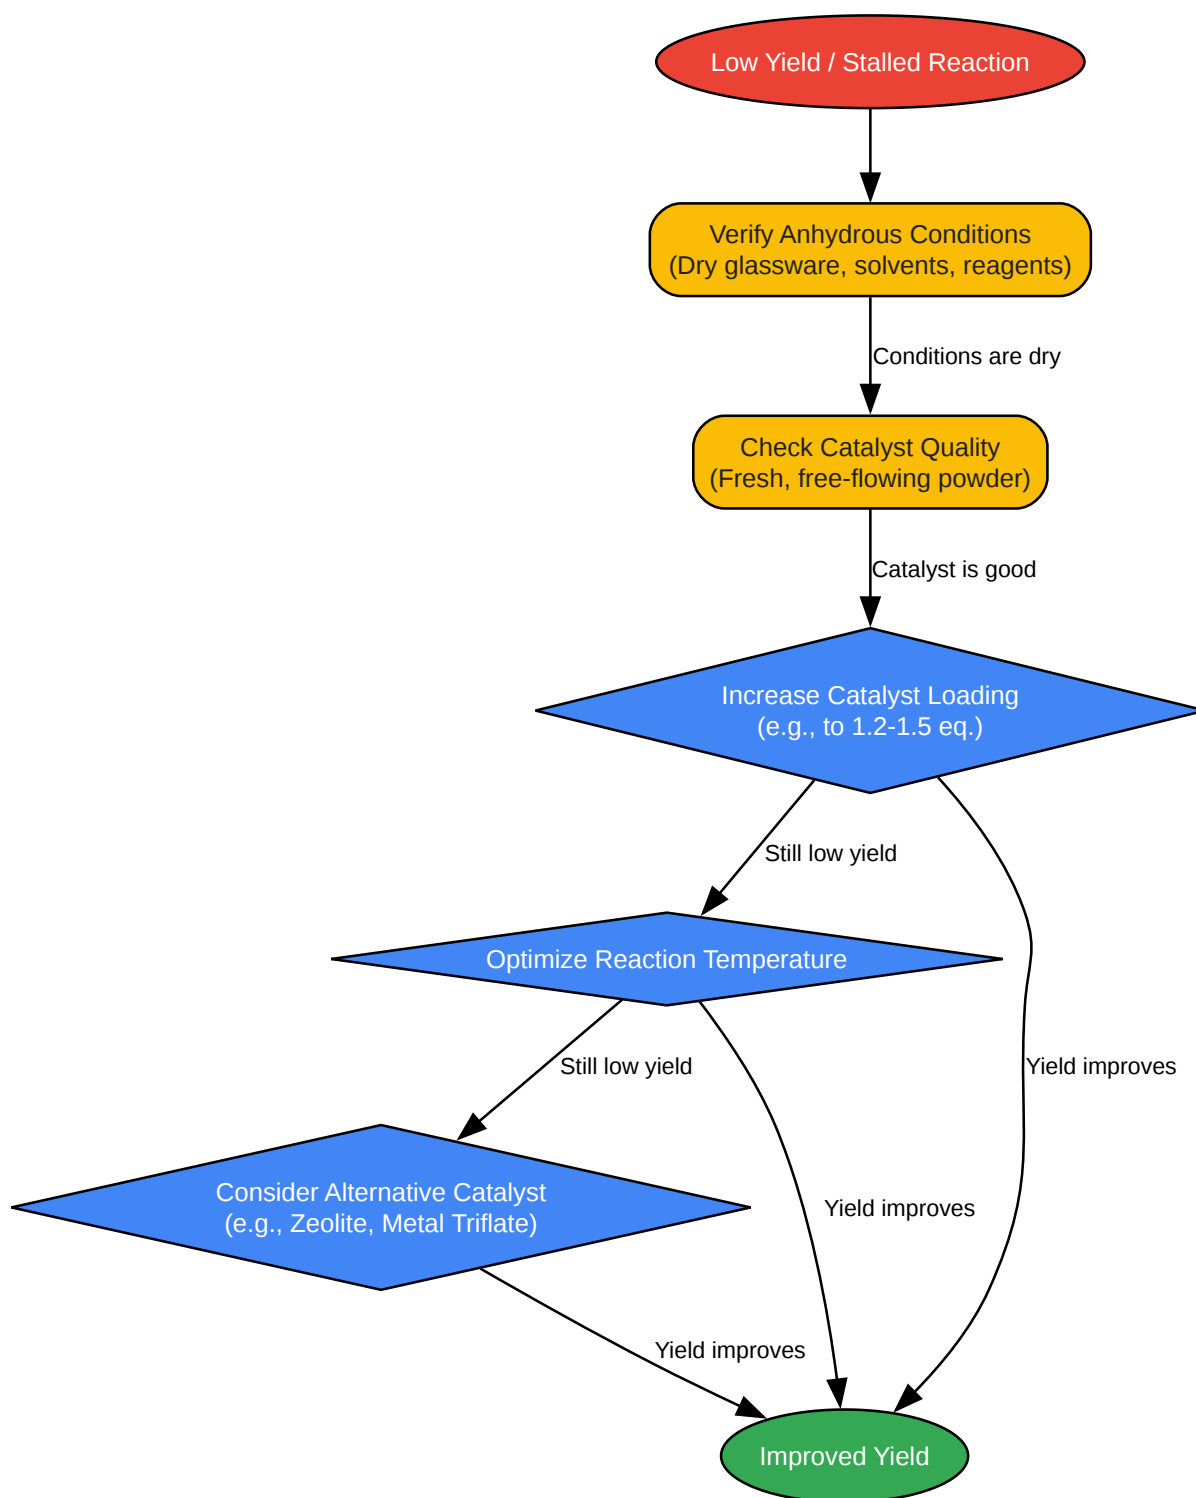 Low Yield / Stalled Reaction
Verify Anhydrous Conditions
(Dry glassware, solvents, reagents)
Conditions are dry
Check Catalyst Quality
(Fresh, free-flowing powder)
Catalyst is good
Increase Catalyst Loading
(e.g., to 1.2-1.5 eq.)
Still low yield
Optimize Reaction Temperature
Still low yield
Yield improves
Consider Alternative Catalyst
(e.g., Zeolite, Metal Triflate)
Yield improves
Yield improves
Improved Yield